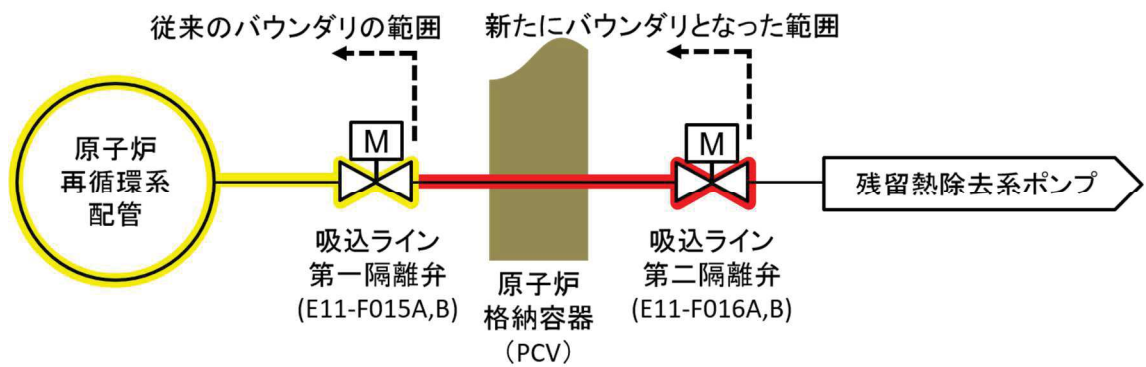 従来のバウンダリの範囲
新たにバウンダリとなった範囲
原子炉
再循環系
配管
M
M
残留熱除去系ポンプ
吸込ライン
第一隔離弁
(E11-F015A,B)
原子炉
格納容器
（PCV）
吸込ライン
第二隔離弁
(E11-F016A,B)